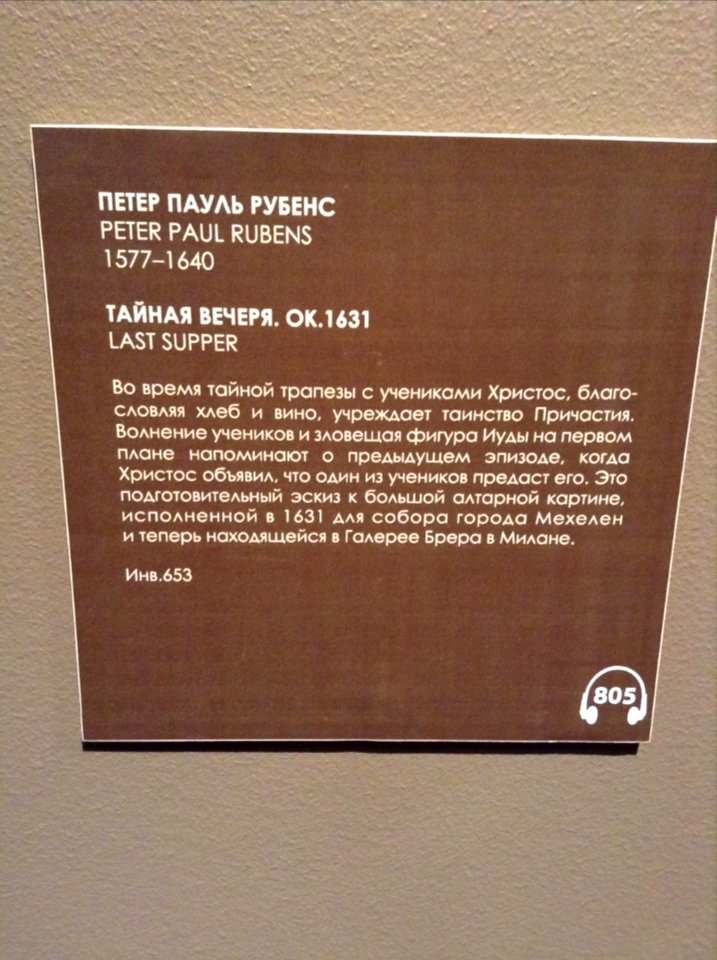 ПЕТЕР ПАУЛЬ РУБЕНС
PETER PAUL RUBENS
1577–1640
ТАЙНАЯ ВЕЧЕРЯ. ОК.1631
LAST SUPPER
Во время тайной трапезы с учениками Христос, благо-
словляя хлеб и вино, учреждает таинство Причастия.
Волнение учеников и зловещая фигура Иуды на первом
плане напоминают о предыдущем эпизоде, когда
Христос объявил, что один из учеников предаст его. Это
подготовительный эскиз к большой алтарной картине,
исполненной в 1631 для собора города Мехелен
и теперь находящейся в Галерее Брера в Милане.
Инв.653
805